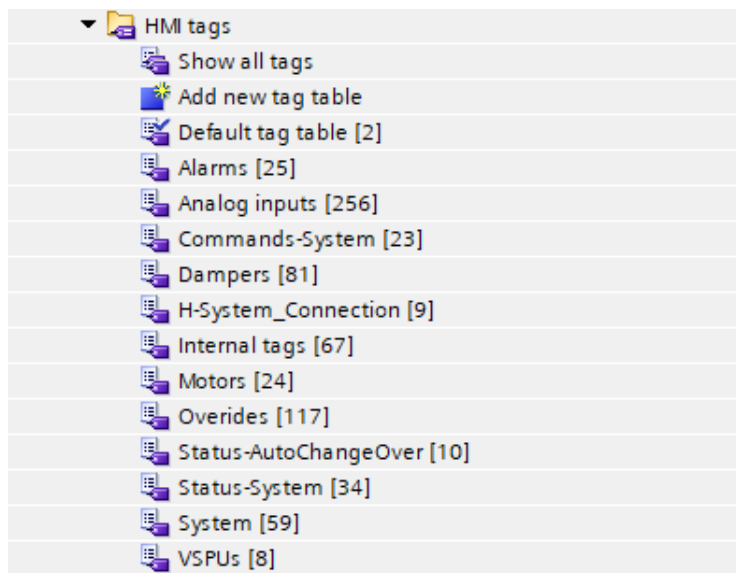 HMI tags
Show all tags
Add new tag table
Default tag table [2]
Alarms [25]
Analog inputs [256]
Commands-System [23]
Dampers [81]
H-System_Connection [9]
Internal tags [67]
Motors [24]
Overides [117]
Status-AutoChangeOver [10]
Status-System [34]
System [59]
VSPUs [8]